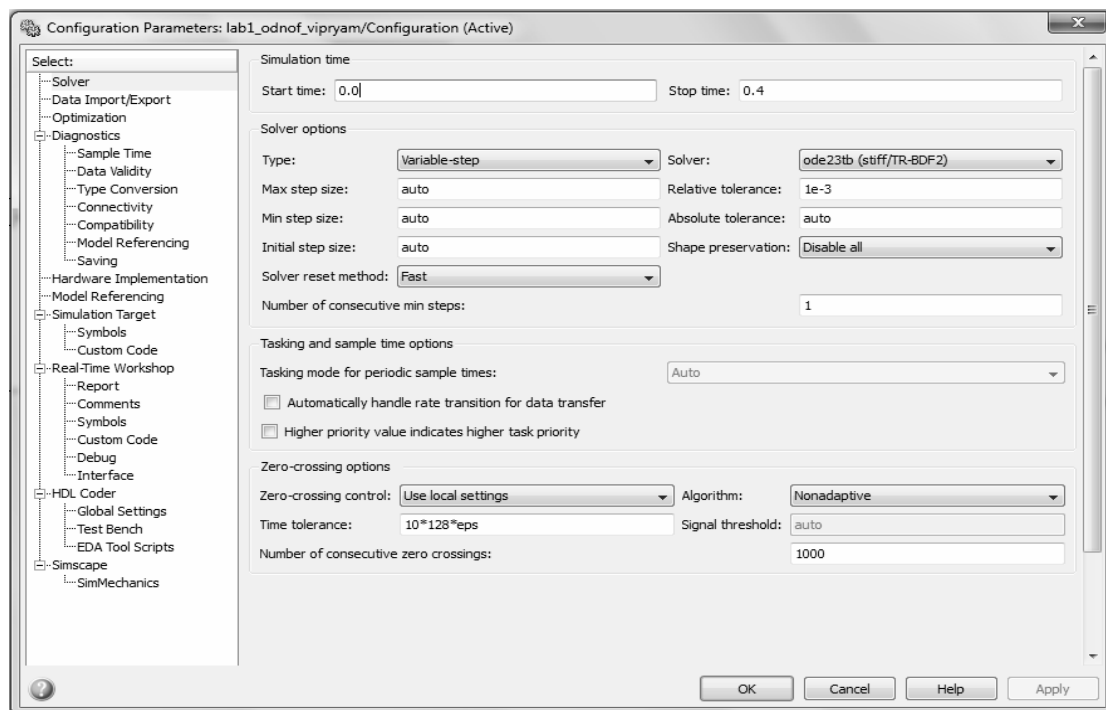 Configuration Parameters: lab1_odnof_vipryam/Configuration (Active)
Select:
Solver
Data Import/Export
Optimization
Diagnostics
Sample Time
Data Validity
Type Conversion
Connectivity
Compatibility
Model Referencing
Saving
Hardware Implementation
Model Referencing
Simulation Target
Symbols
Custom Code
Real-Time Workshop
Report
Comments
Symbols
Custom Code
Debug
Interface
HDL Coder
Global Settings
Test Bench
EDA Tool Scripts
Simscape
SimMechanics
Simulation time
Start time: 0.0 Stop time: 0.4
Solver options
Type: Variable-step Solver: ode23tb (stiff/TR-BDF2)
Max step size: auto Relative tolerance: 1e-3
Min step size: auto Absolute tolerance: auto
Initial step size: auto Shape preservation: Disable all
Solver reset method: Fast
Number of consecutive min steps: 1
Tasking and sample time options
Tasking mode for periodic sample times: Auto
Automatically handle rate transition for data transfer
Higher priority value indicates higher task priority
Zero-crossing options
Zero-crossing control: Use local settings Algorithm: Nonadaptive
Time tolerance: 10*128*eps Signal threshold: auto
Number of consecutive zero crossings: 1000
OK Cancel Help Apply